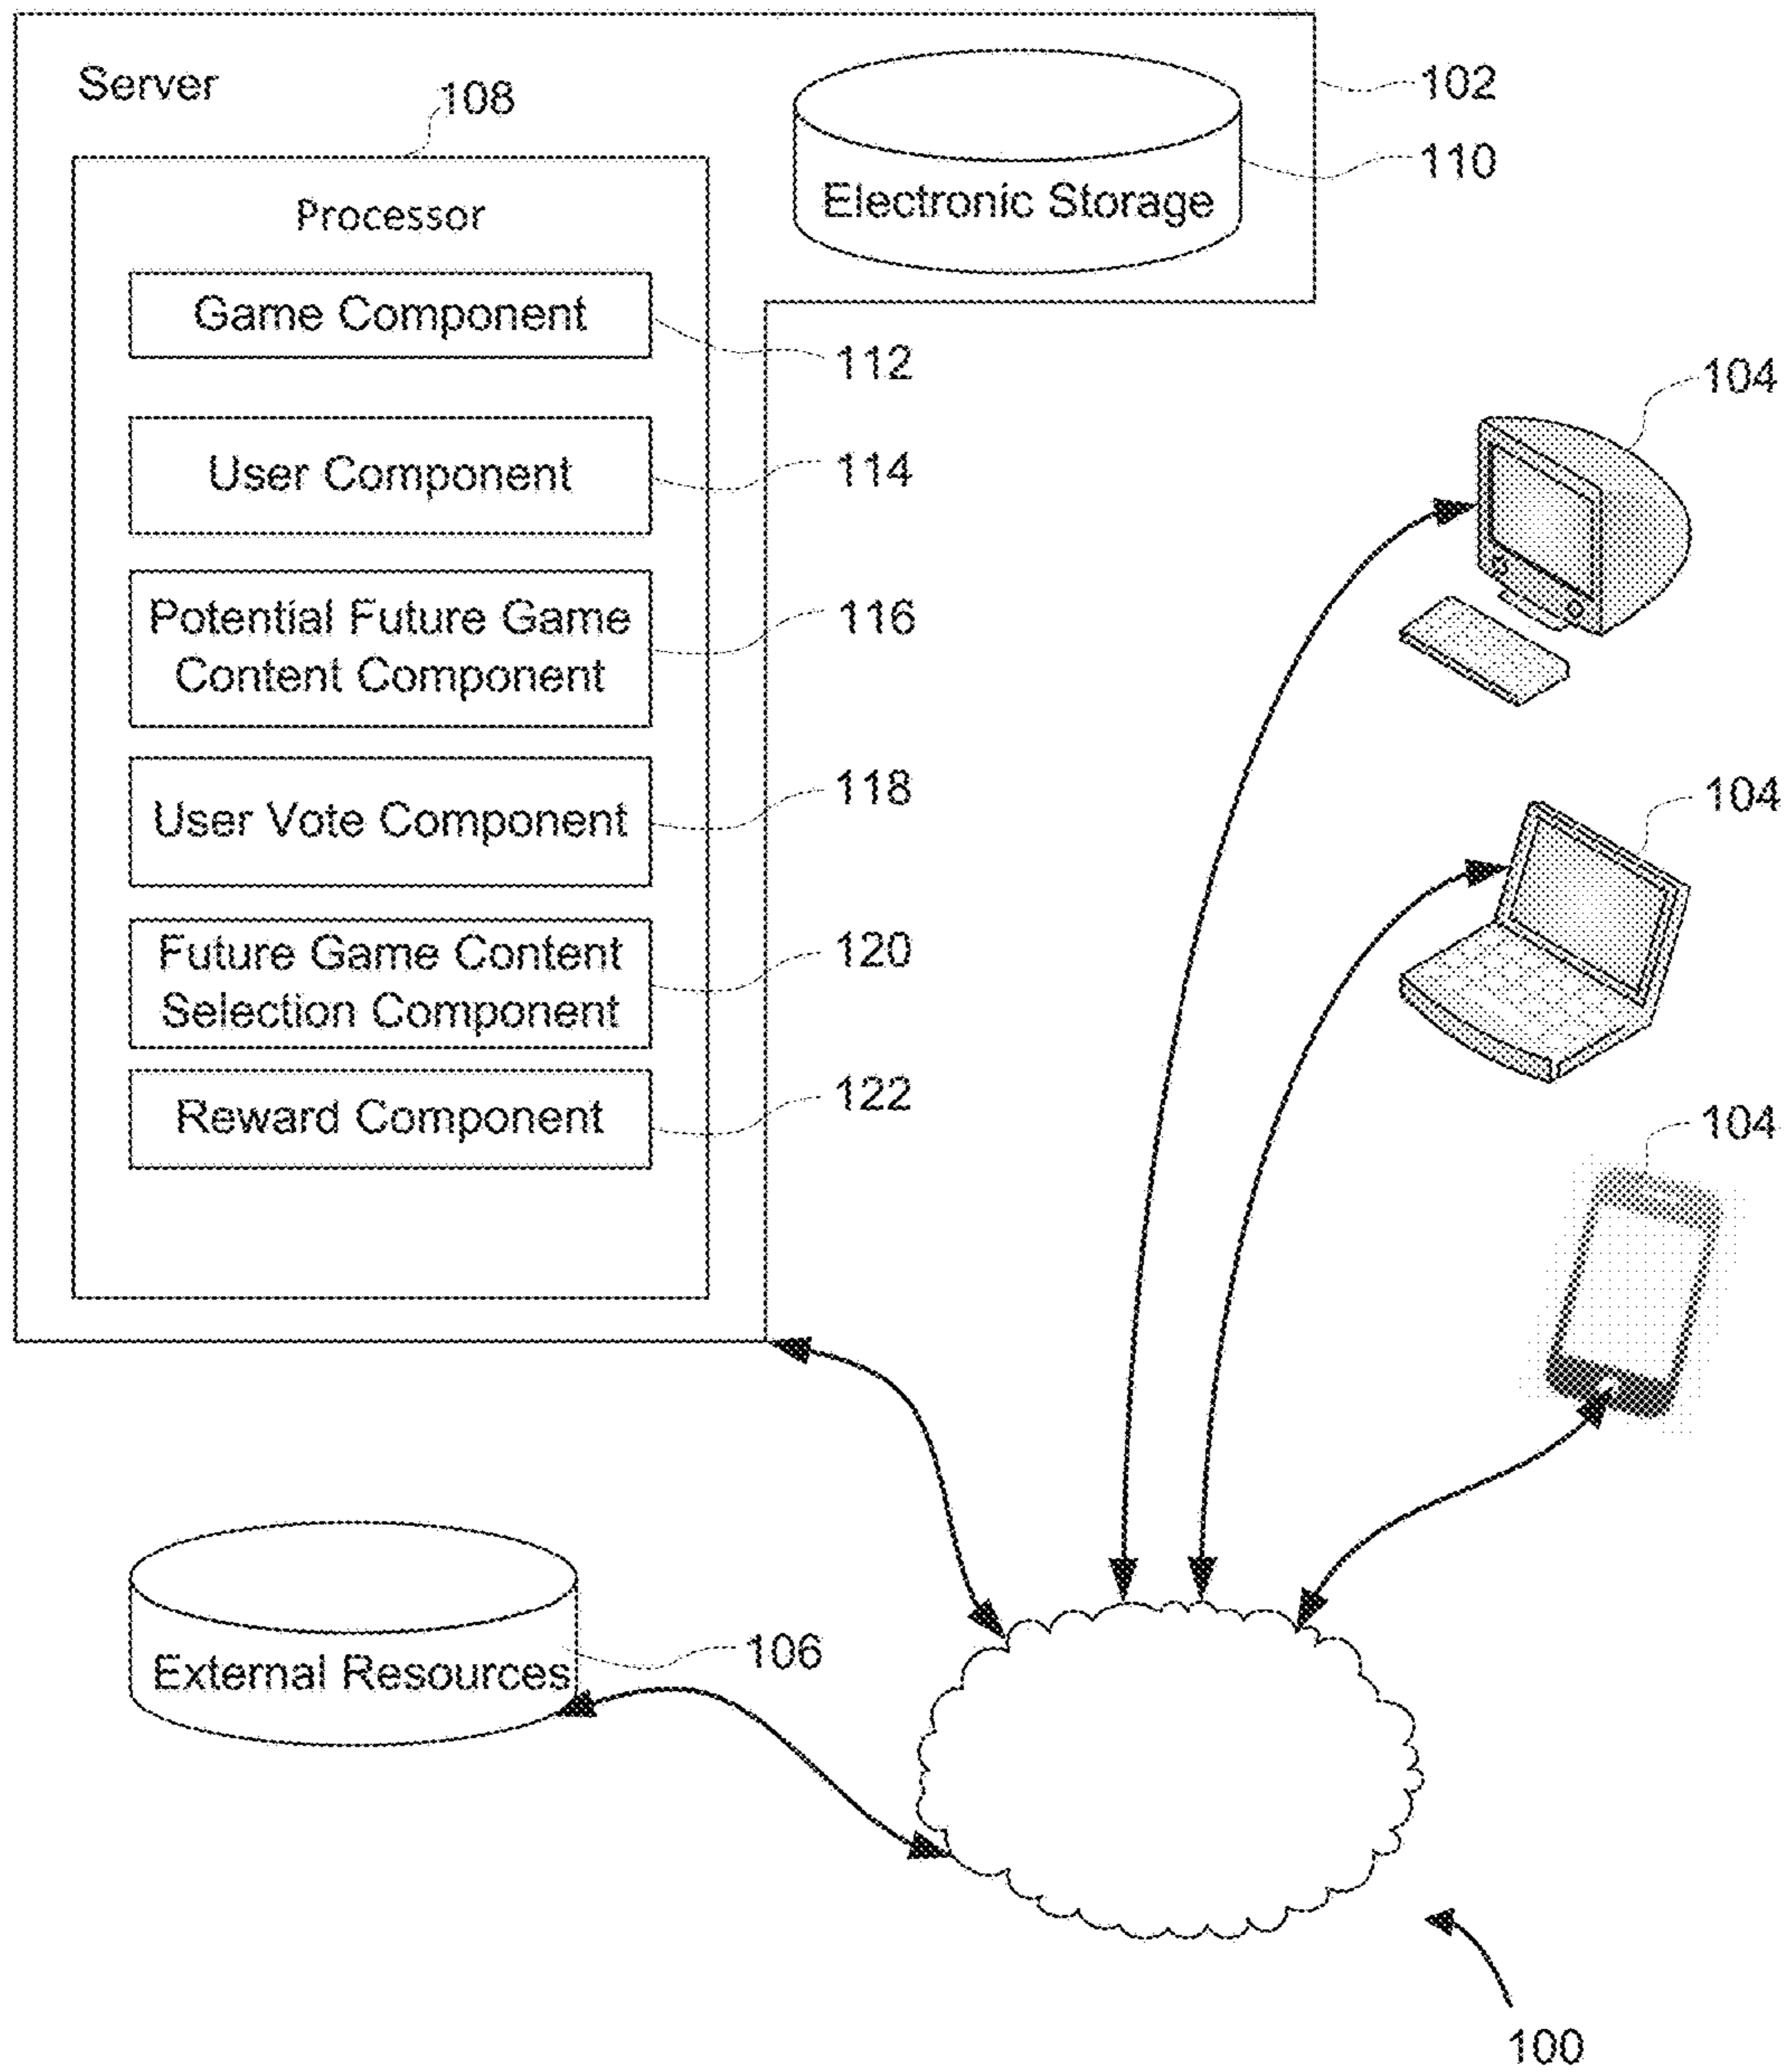 Server
102
108
110
Electronic Storage
Processor
Game Component
112
104
User Component
114
Potential Future Game
Content Component
116
User Vote Component
118
104
Future Game Content
Selection Component
120
Reward Component
122
104
External Resources
106
100